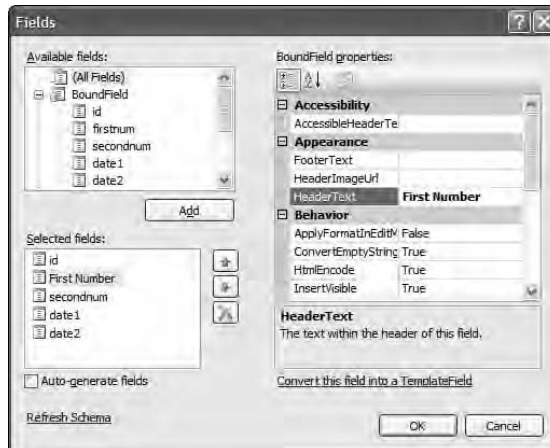 Fields
Available fields:
(All Fields)
BoundField
id
firstnum
secondnum
date1
date2
Add
Selected fields:
id
First Number
secondnum
date1
date2
Auto-generate fields
Refresh Schema
BoundField properties:
Accessibility
AccessibleHeaderTe
Appearance
FooterText
HeaderImageUrl
HeaderText First Number
Behavior
ApplyFormatInEditM False
ConvertEmptyString True
HtmlEncode True
InsertVisible True
HeaderText
The text within the header of this field.
Convert this field into a TemplateField
OK Cancel